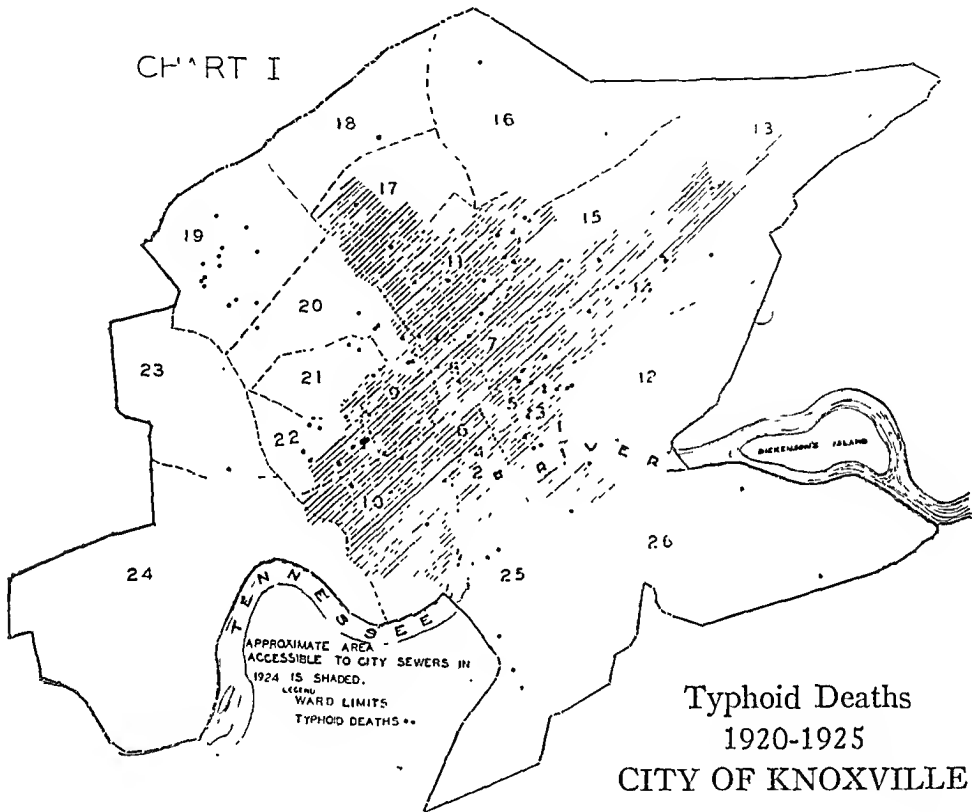 CHART I
18
16
13
17
19
15
11
14
20
7
23
21
12
9
5
3
22
1
6
4
2
RIVER
DICKENSON'S ISLAND
10
26
24
25
TENNESSEE
APPROXIMATE AREA
ACCESSIBLE TO CITY SEWERS IN
1924 IS SHADED.
LEGEND
WARD LIMITS
TYPHOID DEATHS
Typhoid Deaths
1920-1925
CITY OF KNOXVILLE